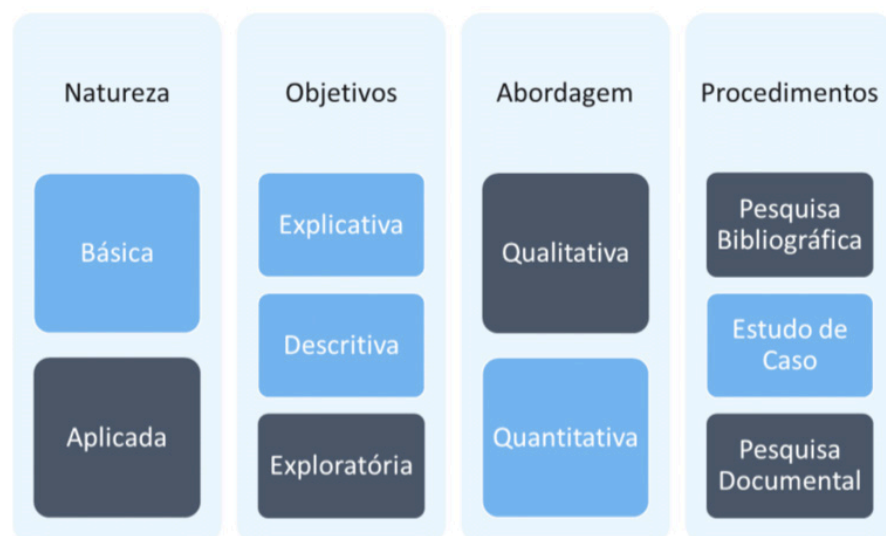 Natureza
Básica
Aplicada
Objetivos
Explicativa
Descritiva
Exploratória
Abordagem
Qualitativa
Quantitativa
Procedimentos
Pesquisa
Bibliográfica
Estudo de
Caso
Pesquisa
Documental